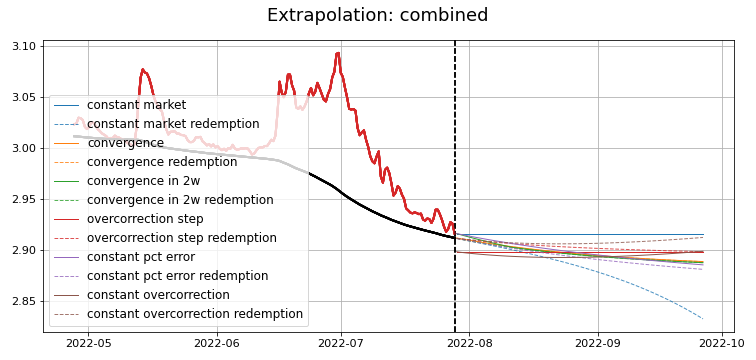 Extrapolation: combined
3.10
3.05
3.00
2.95
2.90
2.85
constant market
constant market redemption
convergence
convergence redemption
convergence in 2w
convergence in 2w redemption
overcorrection step
overcorrection step redemption
constant pct error
constant pct error redemption
constant overcorrection
constant overcorrection redemption
2022-05 2022-06 2022-07 2022-08 2022-09 2022-10